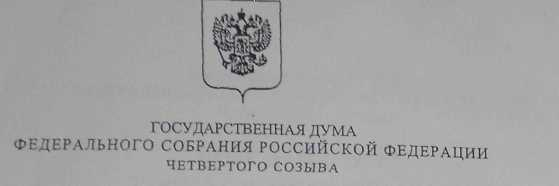 ГОСУДАРСТВЕННАЯ ДУМА
ФЕДЕРАЛЬНОГО СОБРАНИЯ РОССИЙСКОЙ ФЕДЕРАЦИИ
ЧЕТВЕРТОГО СОЗЫВА